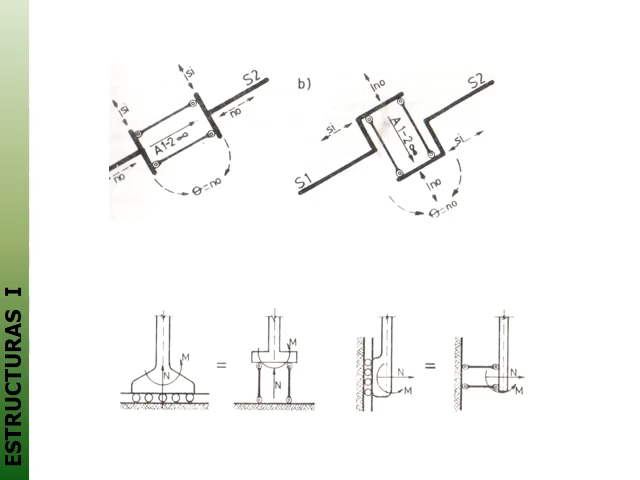 ESTRUCTURAS I
si
si
S2
no
A1-2 ∞
no
θ=no
b)
no
si
S2
A1-2 ∞
si
S1
no
θ=no
M
N
=
M
N
N
M
=
N
M